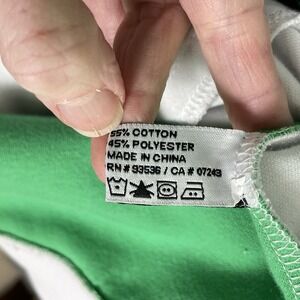 55% COTTON
45% POLYESTER
MADE IN CHINA
RN # 93536 / CA # 07243